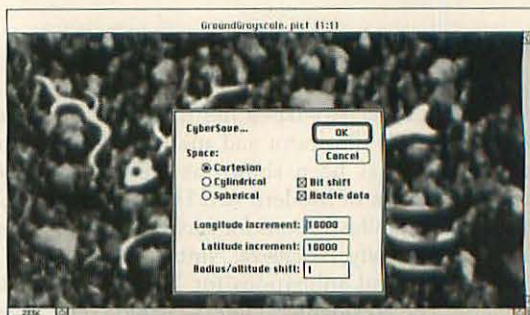 GroundGrayscale.pict (1:1)
CyberSave...
OK
Space:
Cancel
Cartesion
Cylindrical
Bit shift
Spherical
Rotate data
Longitude increment: 10000
Latitude increment: 10000
Radius/altitude shift: 1